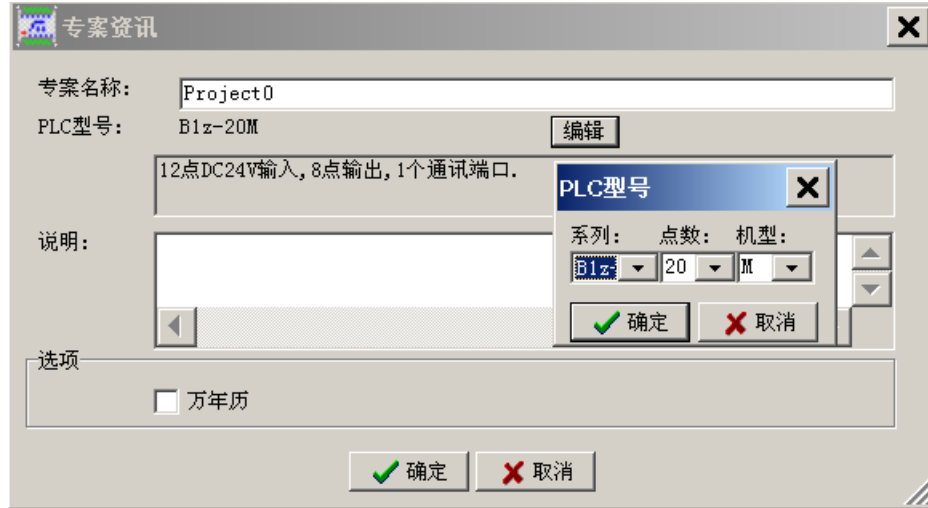 专案资讯
专案名称:
Project0
PLC型号:
B1z-20M
编辑
12点DC24V输入,8点输出,1个通讯端口.
PLC型号
系列: 点数: 机型:
B1z- 20 M
确定 取消
说明:
选项
万年历
确定 取消